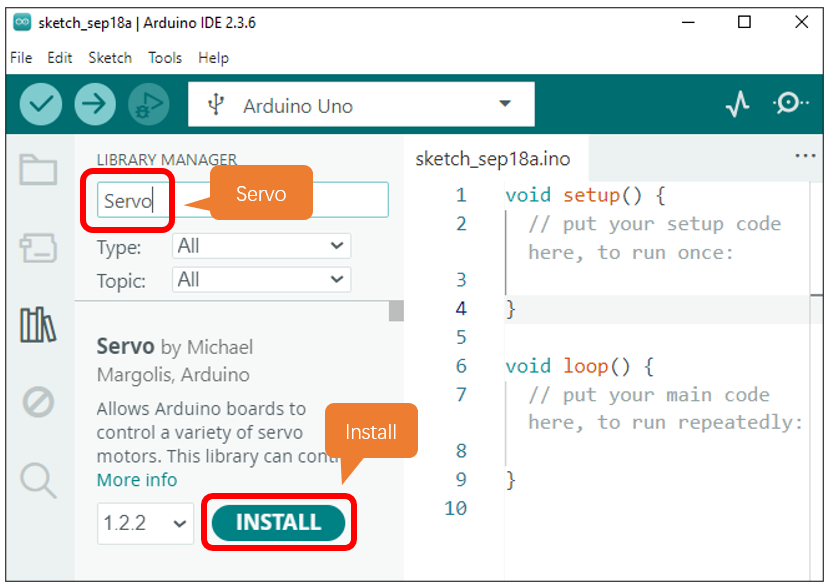 sketch_sep18a | Arduino IDE 2.3.6
File Edit Sketch Tools Help
Arduino Uno
LIBRARY MANAGER
Servo
Servo
Type: All
Topic: All
Servo by Michael
Margolis, Arduino
Allows Arduino boards to
control a variety of servo
motors. This library can cont
More info
Install
1.2.2
INSTALL
sketch_sep18a.ino
1 void setup() {
2 // put your setup code
here, to run once:
3
4 }
5
6 void loop() {
7 // put your main code
here, to run repeatedly:
8
9 }
10